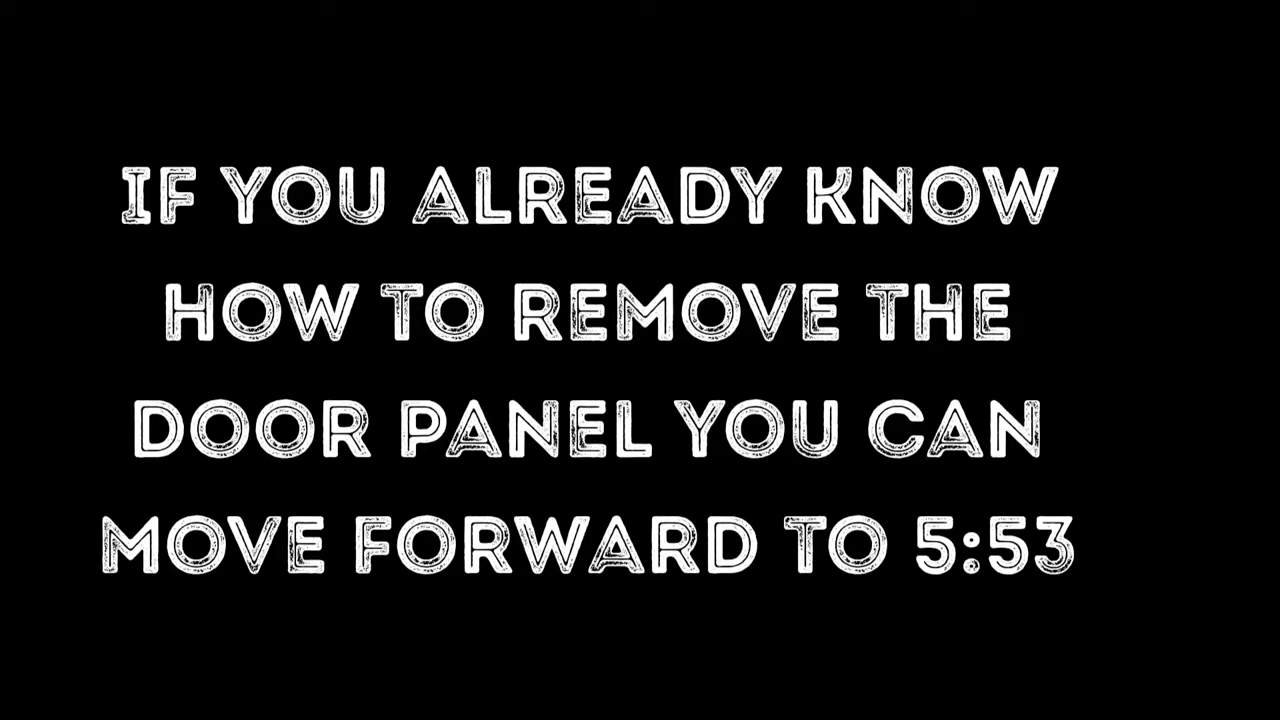 IF YOU ALREADY KNOW
HOW TO REMOVE THE
DOOR PANEL YOU CAN
MOVE FORWARD TO 5:53